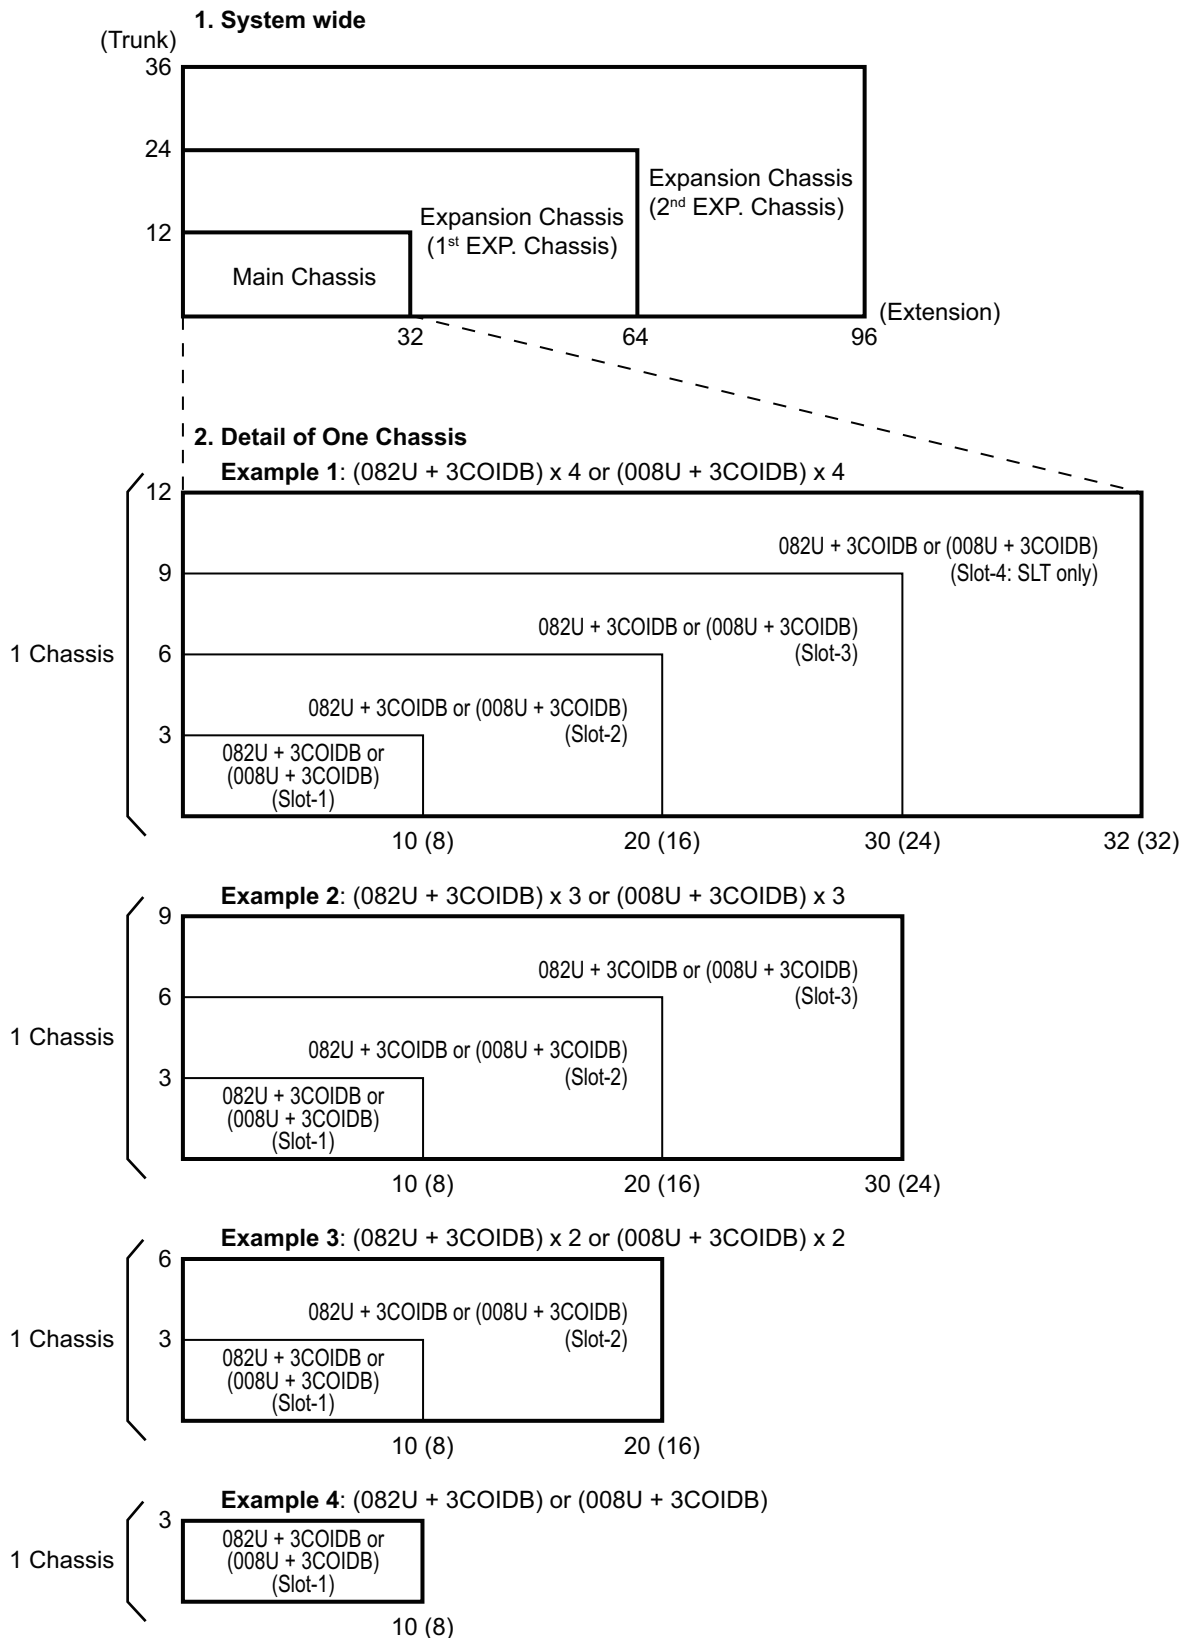 1. System wide
(Trunk)
36
24
12
Expansion Chassis
(2nd EXP. Chassis)
Expansion Chassis
(1st EXP. Chassis)
Main Chassis
(Extension)
32
64
96
2. Detail of One Chassis
Example 1: (082U + 3COIDB) x 4 or (008U + 3COIDB) x 4
12
082U + 3COIDB or (008U + 3COIDB)
(Slot-4: SLT only)
9
082U + 3COIDB or (008U + 3COIDB)
(Slot-3)
1 Chassis
6
082U + 3COIDB or (008U + 3COIDB)
(Slot-2)
3
082U + 3COIDB or
(008U + 3COIDB)
(Slot-1)
10 (8)
20 (16)
30 (24)
32 (32)
Example 2: (082U + 3COIDB) x 3 or (008U + 3COIDB) x 3
9
082U + 3COIDB or (008U + 3COIDB)
(Slot-3)
6
1 Chassis
082U + 3COIDB or (008U + 3COIDB)
(Slot-2)
3
082U + 3COIDB or
(008U + 3COIDB)
(Slot-1)
10 (8)
20 (16)
30 (24)
Example 3: (082U + 3COIDB) x 2 or (008U + 3COIDB) x 2
6
082U + 3COIDB or (008U + 3COIDB)
(Slot-2)
1 Chassis
3
082U + 3COIDB or
(008U + 3COIDB)
(Slot-1)
10 (8)
20 (16)
Example 4: (082U + 3COIDB) or (008U + 3COIDB)
3
1 Chassis
082U + 3COIDB or
(008U + 3COIDB)
(Slot-1)
10 (8)